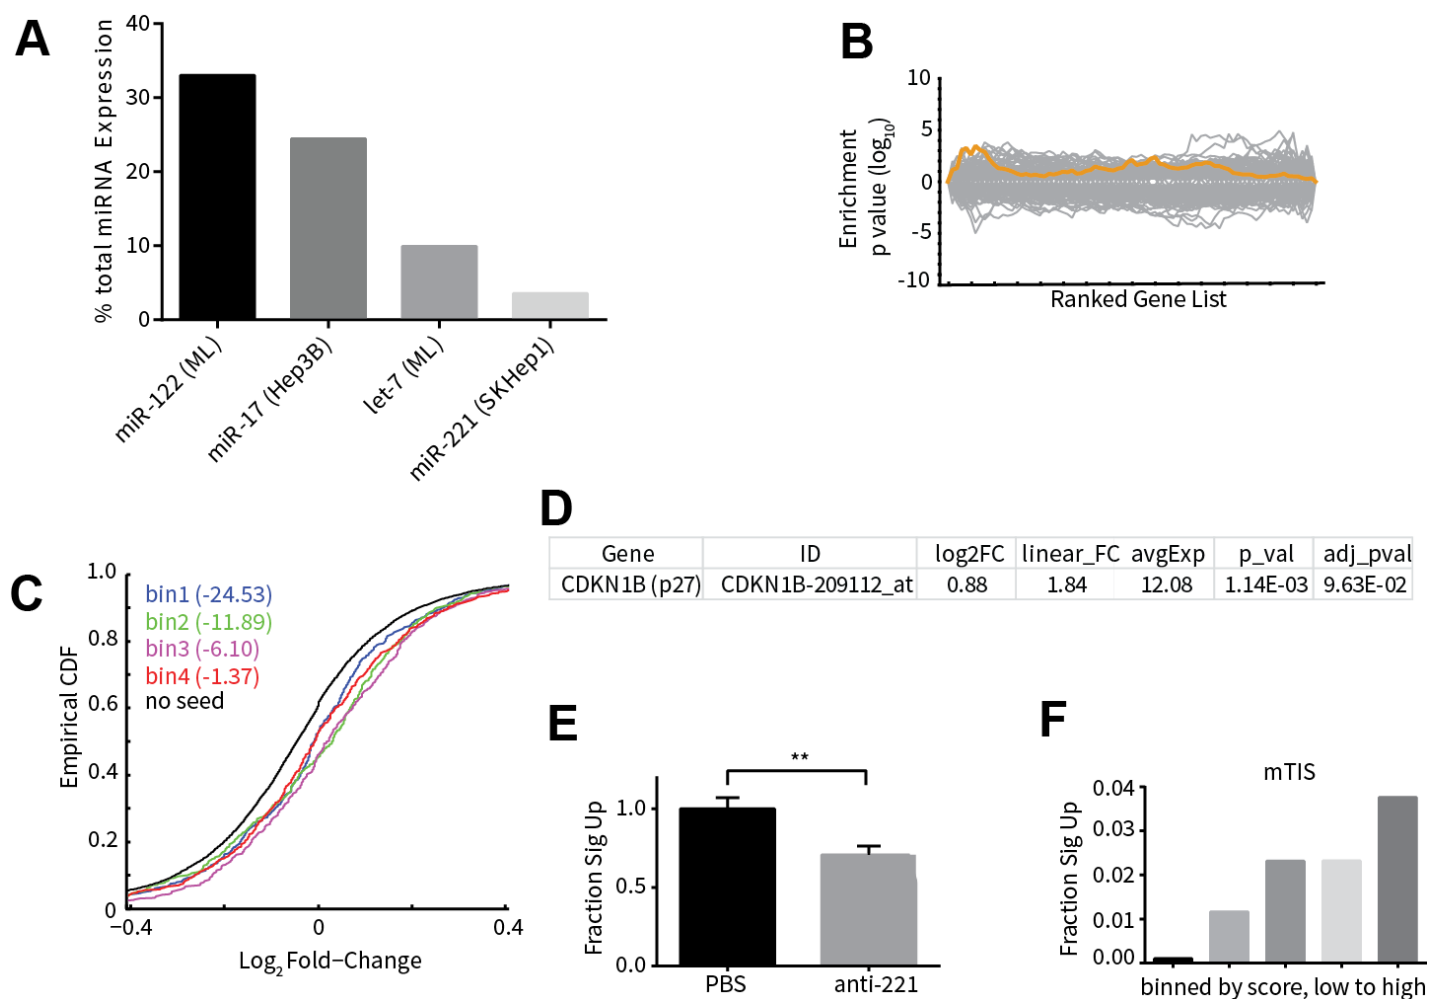 A
% total miRNA Expression
40
30
20
10
0
miR-122 (ML)
miR-17 (Hep3B)
let-7 (ML)
miR-221 (SKHep1)
B
Enrichment
p value (log10)
10
5
0
-5
-10
Ranked Gene List
C
Empirical CDF
1.0
0.8
0.6
0.4
0.2
0
bin1 (-24.53)
bin2 (-11.89)
bin3 (-6.10)
bin4 (-1.37)
no seed
−0.4 0 0.4
Log2 Fold−Change
D
Gene ID log2FC linear_FC avgExp p_val adj_pval
CDKN1B (p27) CDKN1B-209112_at 0.88 1.84 12.08 1.14E-03 9.63E-02
E
Fraction Sig Up
1.0
0.5
0.0
**
PBS anti-221
F
mTIS
Fraction Sig Up
0.04
0.03
0.02
0.01
0.00
binned by score, low to high